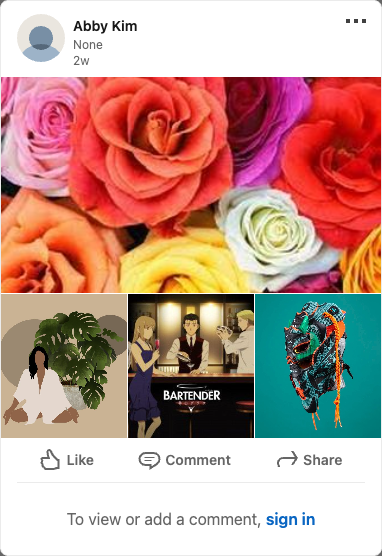 Abby Kim
None
2w
BARTENDER
Like
Comment
Share
To view or add a comment, sign in